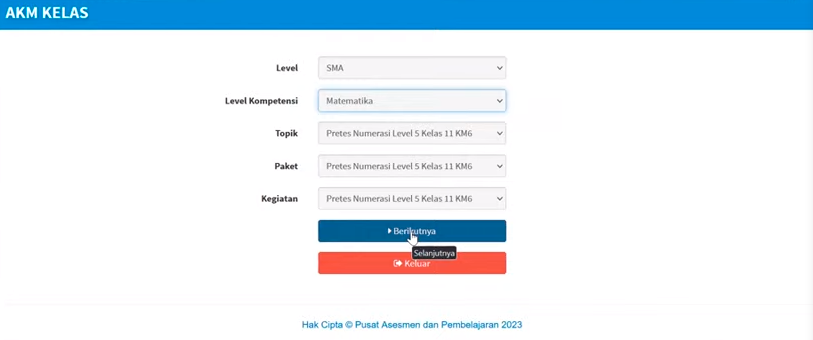 AKM KELAS
Level SMA
Level Kompetensi Matematika
Topik Pretes Numerasi Level 5 Kelas 11 KM6
Paket Pretes Numerasi Level 5 Kelas 11 KM6
Kegiatan Pretes Numerasi Level 5 Kelas 11 KM6
Berikutnya
Selanjutnya
Keluar
Hak Cipta © Pusat Asesmen dan Pembelajaran 2023